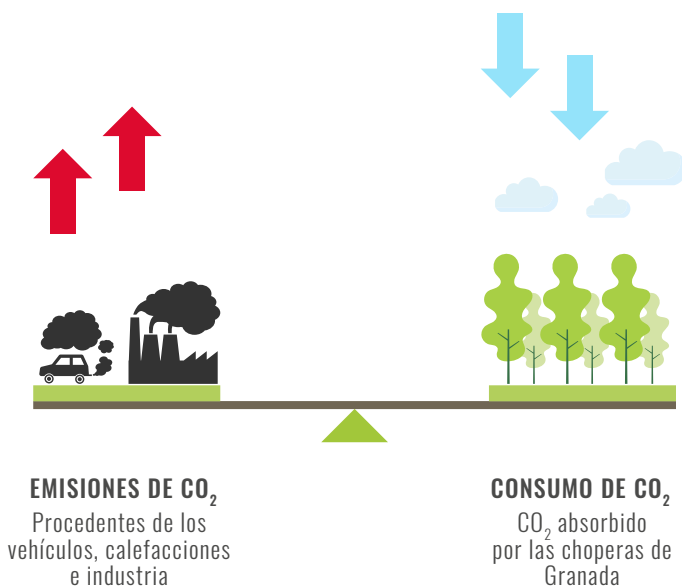 EMISIONES DE CO₂
Procedentes de los
vehículos, calefacciones
e industria
CONSUMO DE CO₂
CO₂ absorbido
por las choperas de
Granada